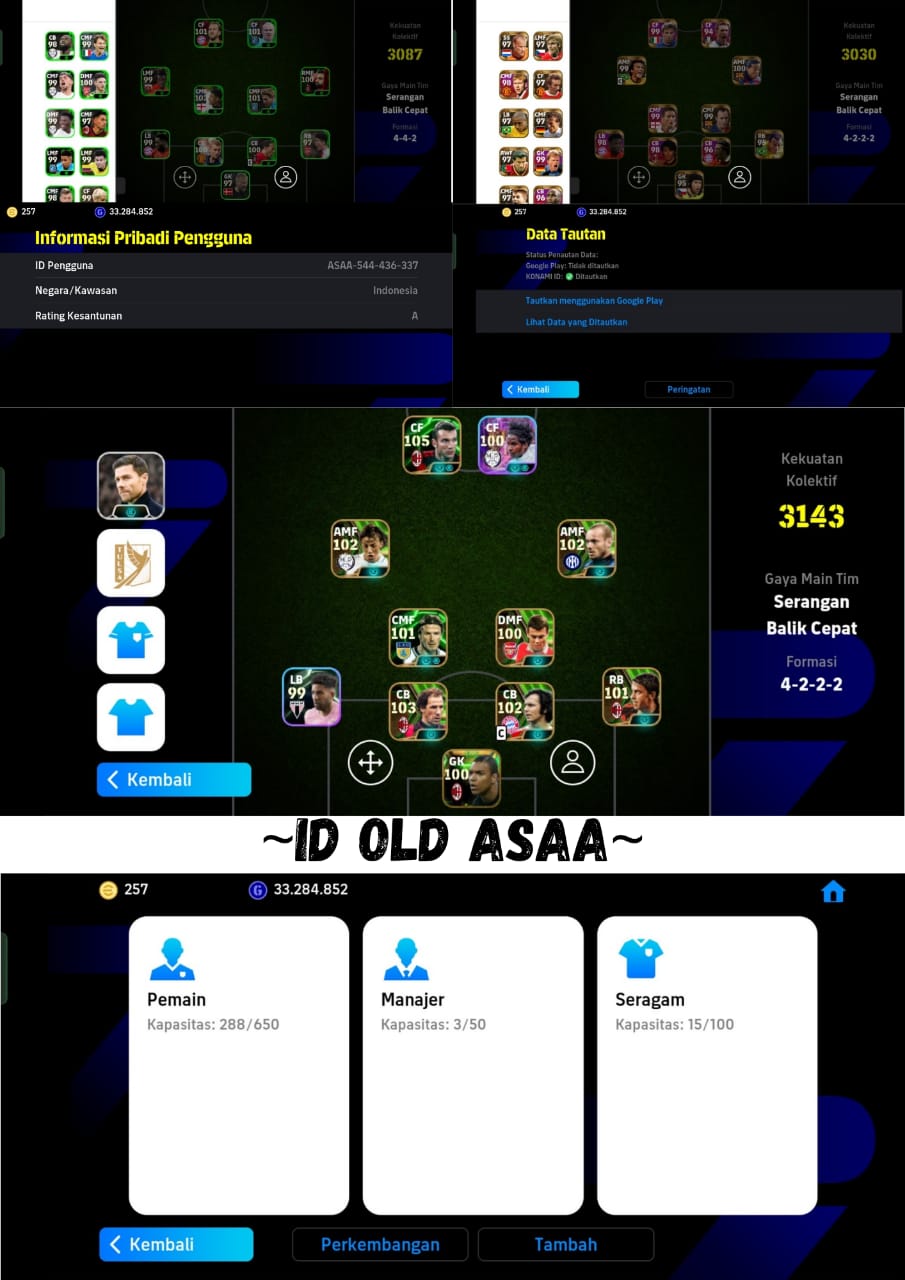 CB 98
CMF 99
CMF 99
DMF 100
DMF 99
CMF 97
LMF 99
LMF 99
CMF 98
CF 99
CF 101
CF 101
LMF 99
RMF 100
CMF
CMF 101
LB 99
CB 100
CB 100
RB 97
GK 97
Kekuatan
Kolektif
3087
Gaya Main Tim
Serangan
Balik Cepat
Formasi
4-4-2
SS 97
LMF 97
CMF 98
CF 97
LB 97
CMF 97
RWF 97
GK 99
CMF 97
CB 96
CF 99
CF 94
AMF 99
AMF 100
CMF 99
CMF 99
LB 98
CB 98
CB 96
RB 96
GK 95
Kekuatan
Kolektif
3030
Gaya Main Tim
Serangan
Balik Cepat
Formasi
4-2-2-2
257
33.284.852
Informasi Pribadi Pengguna
ID Pengguna ASAA-544-436-337
Negara/Kawasan Indonesia
Rating Kesantunan A
257
33.284.852
Data Tautan
Status Penautan Data:
Google Play: Tidak ditautkan
KONAMI ID: Ditautkan
Tautkan menggunakan Google Play
Lihat Data yang Ditautkan
Kembali
Peringatan
TULSA
Kembali
CF 105
CF 100
AMF 102
AMF 102
CMF 101
DMF 100
LB 99
CB 103
CB 102
C
RB 101
GK 100
Kekuatan
Kolektif
3143
Gaya Main Tim
Serangan
Balik Cepat
Formasi
4-2-2-2
~ID OLD ASAA~
257
33.284.852
Pemain
Kapasitas: 288/650
Manajer
Kapasitas: 3/50
Seragam
Kapasitas: 15/100
Kembali
Perkembangan
Tambah